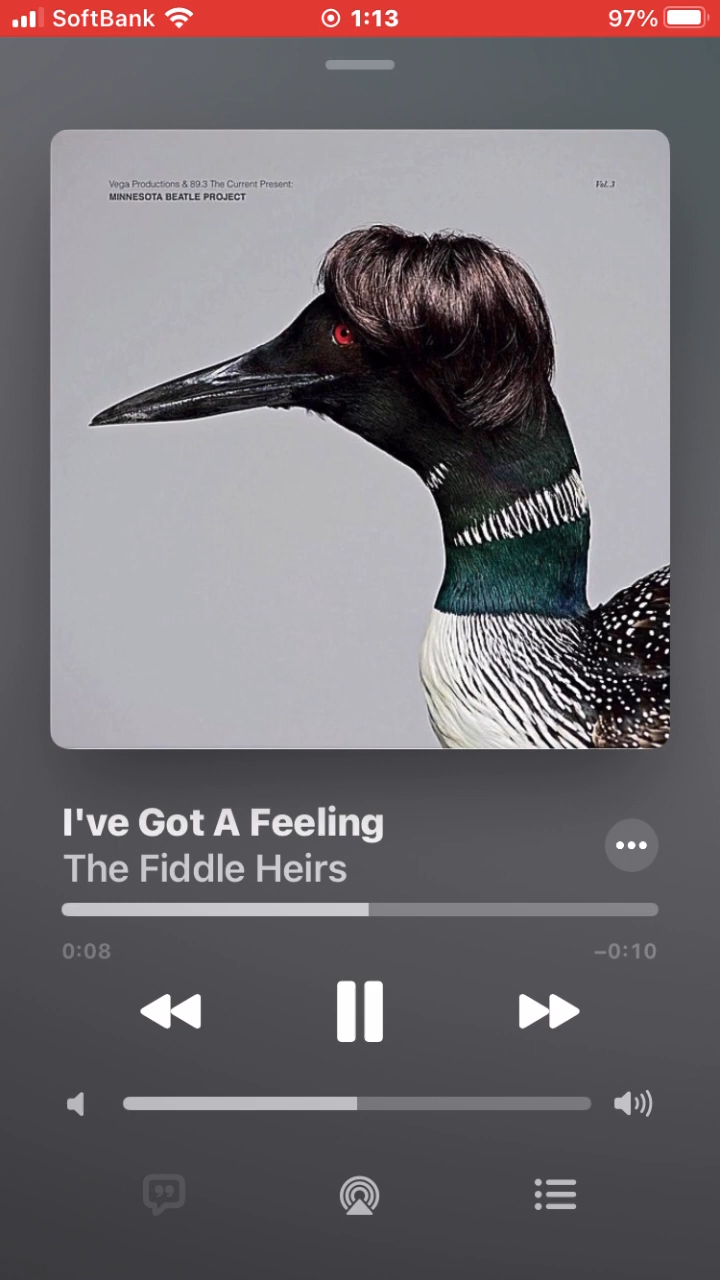 SoftBank 1:13 97%
Vega Productions & 89.3 The Current Present: Vol.3
MINNESOTA BEATLE PROJECT
I've Got A Feeling
The Fiddle Heirs
0:08 −0:10